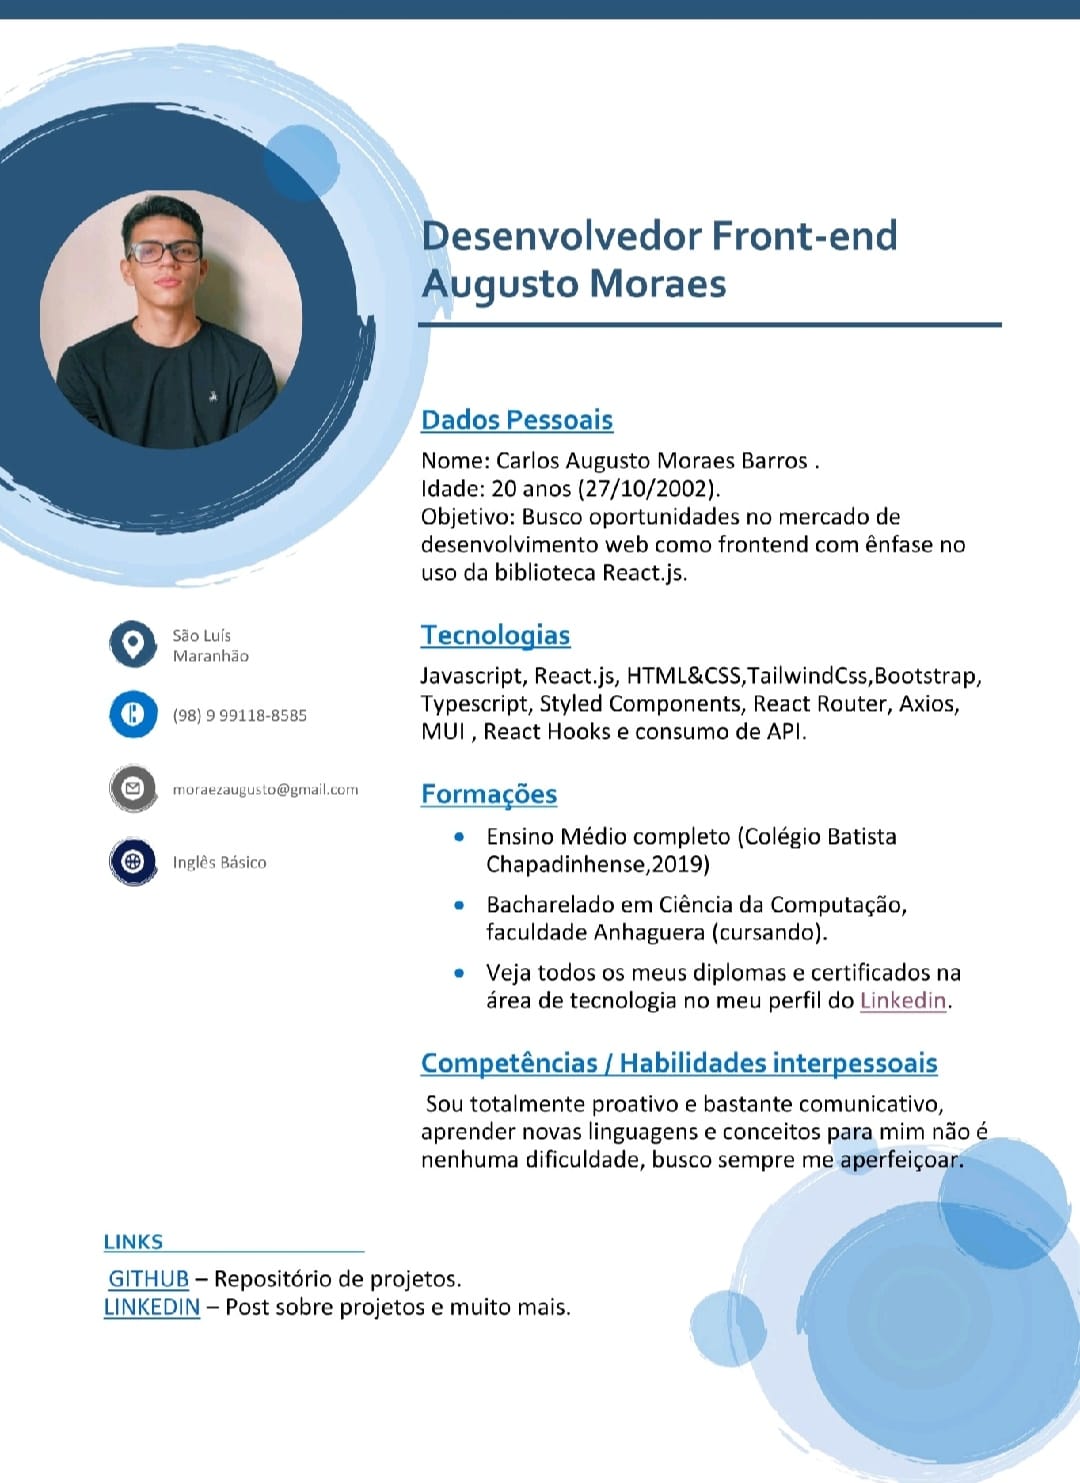 Desenvolvedor Front-end
Augusto Moraes
Dados Pessoais
Nome: Carlos Augusto Moraes Barros .
Idade: 20 anos (27/10/2002).
Objetivo: Busco oportunidades no mercado de
desenvolvimento web como frontend com ênfase no
uso da biblioteca React.js.
São Luís
Maranhão
(98) 9 99118-8585
moraezaugusto@gmail.com
Inglês Básico
Tecnologias
Javascript, React.js, HTML&CSS,TailwindCss,Bootstrap,
Typescript, Styled Components, React Router, Axios,
MUI , React Hooks e consumo de API.
Formações
• Ensino Médio completo (Colégio Batista
Chapadinhense,2019)
• Bacharelado em Ciência da Computação,
faculdade Anhaguera (cursando).
• Veja todos os meus diplomas e certificados na
área de tecnologia no meu perfil do Linkedin.
Competências / Habilidades interpessoais
Sou totalmente proativo e bastante comunicativo,
aprender novas linguagens e conceitos para mim não é
nenhuma dificuldade, busco sempre me aperfeiçoar.
LINKS
GITHUB – Repositório de projetos.
LINKEDIN – Post sobre projetos e muito mais.